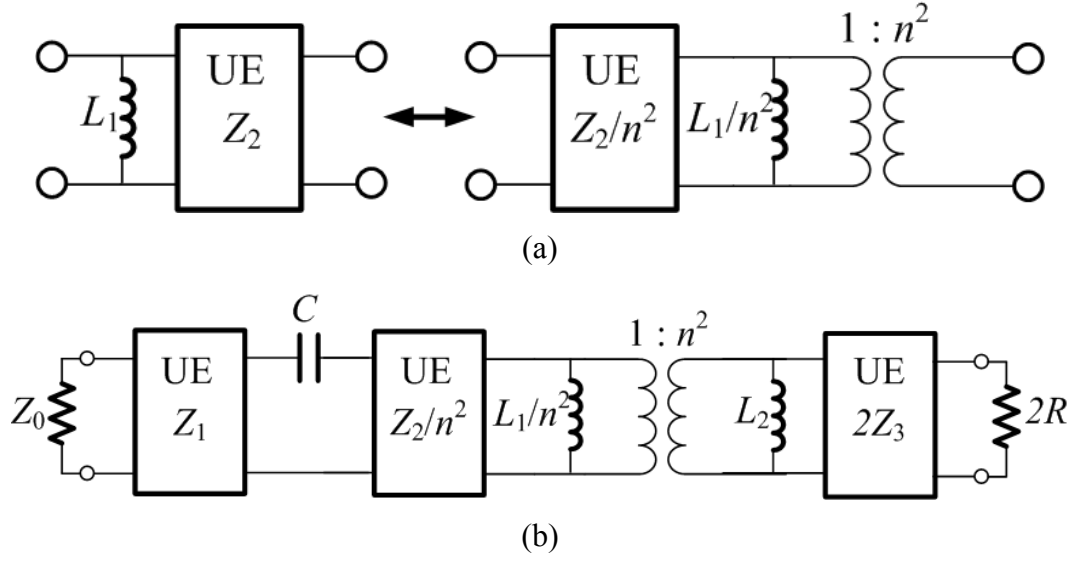 1 : n²
UE
UE
L₁
Z₂
Z₂/n²
L₁/n²
(a)
C
1 : n²
UE
UE
UE
Z₀
Z₁
Z₂/n²
L₁/n²
L₂
2Z₃
2R
(b)